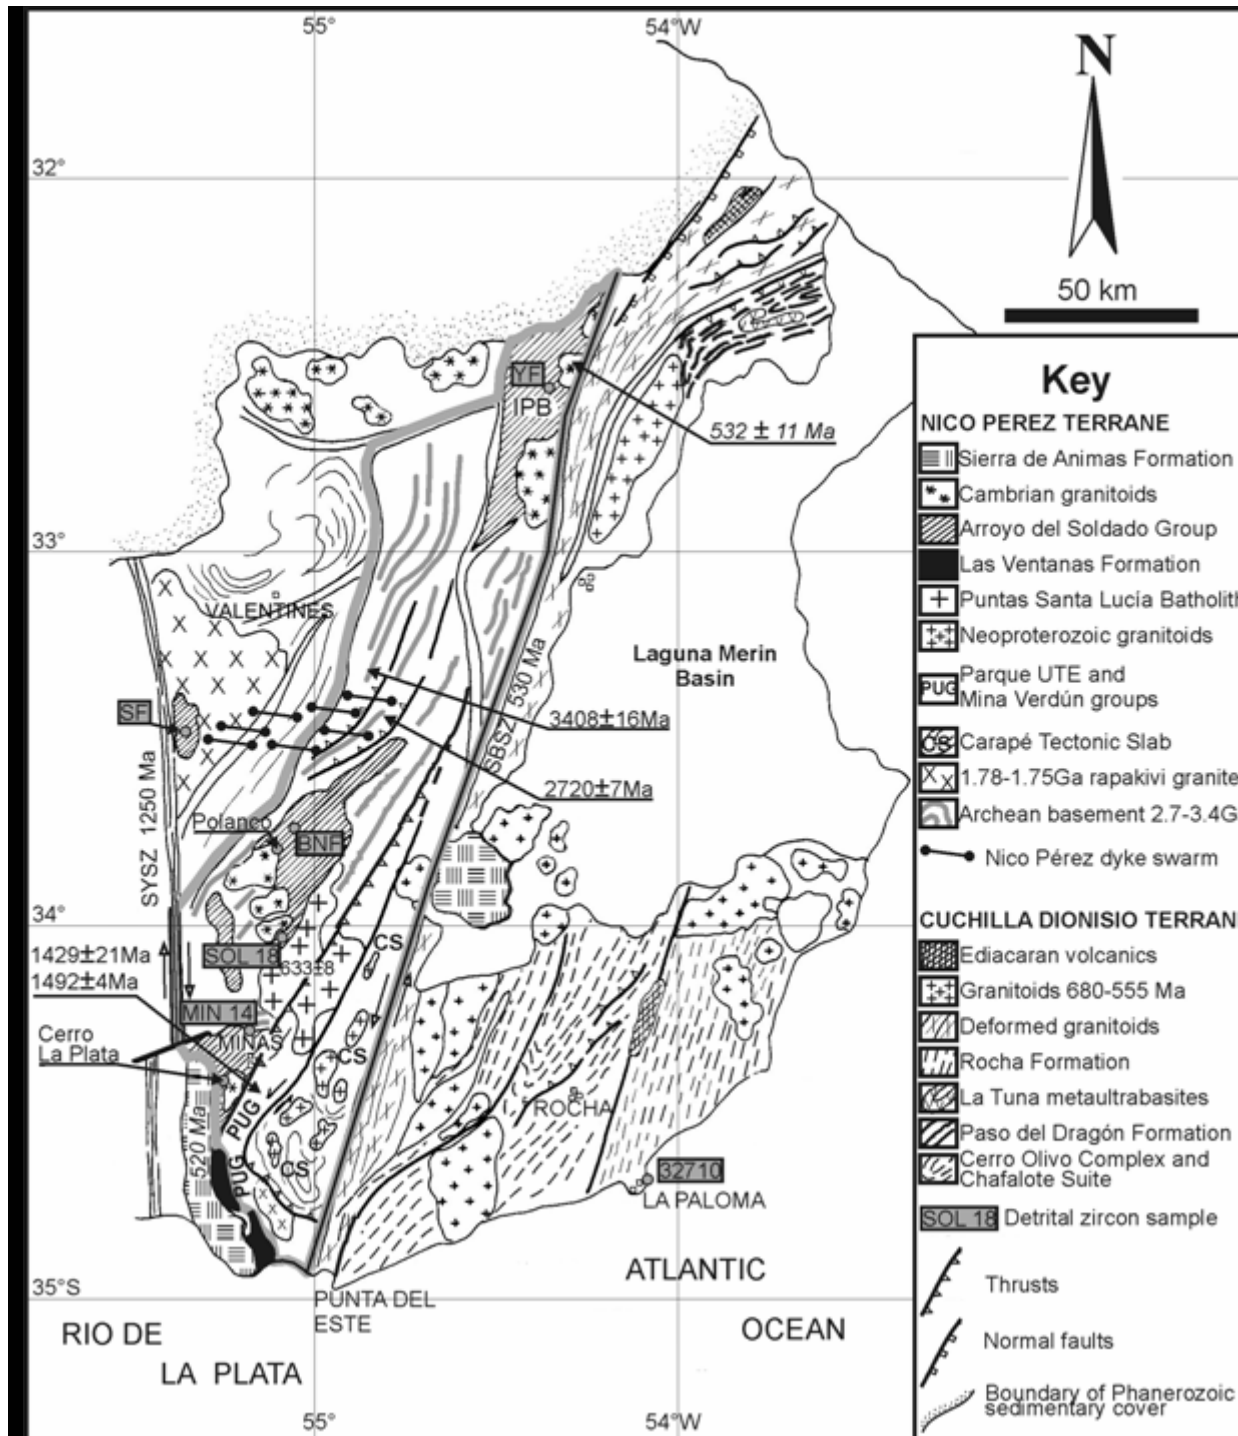 55°
54°W
N
32°
50 km
YF
IPB
532 ± 11 Ma
33°
VALENTINES
Laguna Merin
Basin
SBSZ 530 Ma
SF
3408±16Ma
2720±7Ma
SYSZ 1250 Ma
Polanco
BNF
34°
1429±21Ma
1492±4Ma
SOL 18
633±8
CS
MIN 14
MINAS
Cerro
La Plata
CS
PUG
PUG
520 Ma
CS
ROCHA
32710
LA PALOMA
35°S
PUNTA DEL
ESTE
ATLANTIC
OCEAN
RIO DE
LA PLATA
55°
54°W
Key
NICO PEREZ TERRANE
Sierra de Animas Formation
Cambrian granitoids
Arroyo del Soldado Group
Las Ventanas Formation
Puntas Santa Lucía Batholith
Neoproterozoic granitoids
PUG Parque UTE and
Mina Verdún groups
CS Carapé Tectonic Slab
1.78-1.75Ga rapakivi granite
Archean basement 2.7-3.4G
Nico Pérez dyke swarm
CUCHILLA DIONISIO TERRAN
Ediacaran volcanics
Granitoids 680-555 Ma
Deformed granitoids
Rocha Formation
La Tuna metaultrabasites
Paso del Dragón Formation
Cerro Olivo Complex and
Chafalote Suite
SOL 18 Detrital zircon sample
Thrusts
Normal faults
Boundary of Phanerozoic
sedimentary cover